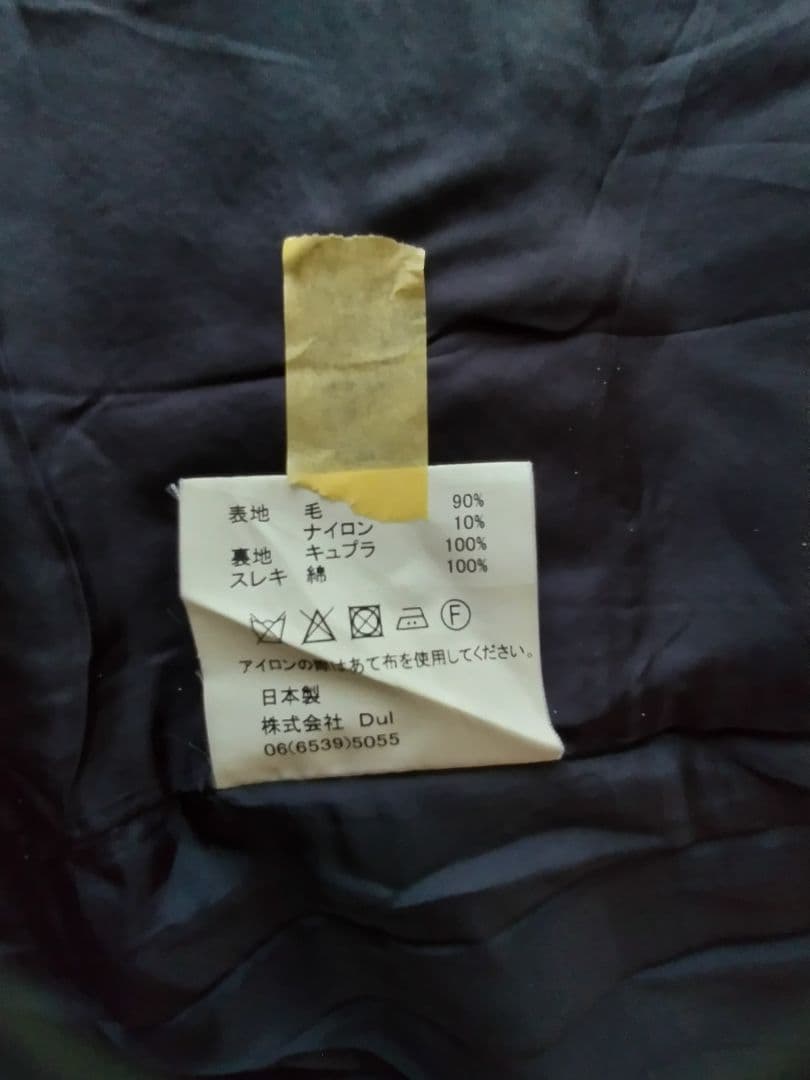 表地 毛 90%
ナイロン 10%
裏地 キュプラ 100%
スレキ 綿 100%
F
アイロンの際はあて布を使用してください。
日本製
株式会社 Dul
06(6539)5055